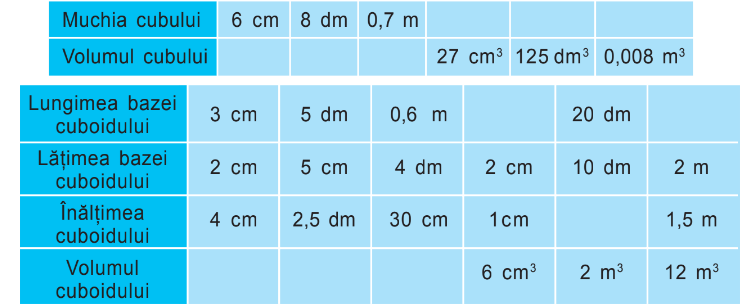 Muchia cubului 6 cm 8 dm 0,7 m
Volumul cubului 27 cm³ 125 dm³ 0,008 m³
Lungimea bazei
cuboidului 3 cm 5 dm 0,6 m 20 dm
Lățimea bazei
cuboidului 2 cm 5 cm 4 dm 2 cm 10 dm 2 m
Înălțimea
cuboidului 4 cm 2,5 dm 30 cm 1cm 1,5 m
Volumul
cuboidului 6 cm³ 2 m³ 12 m³